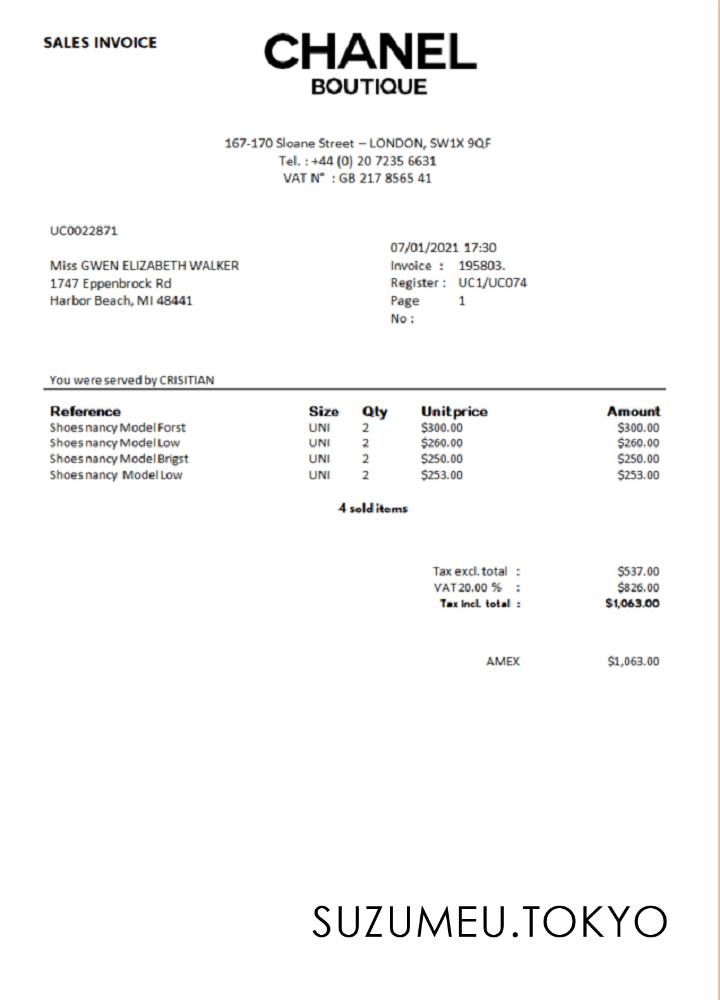 SALES INVOICE
CHANEL
BOUTIQUE
167-170 Sloane Street – LONDON, SW1X 9QF
Tel. : +44 (0) 20 7235 6631
VAT N° : GB 217 8565 41
UC0022871
07/01/2021 17:30
Miss GWEN ELIZABETH WALKER
Invoice : 195803.
1747 Eppenbrock Rd
Register : UC1/UC074
Harbor Beach, MI 48441
Page 1
No :
You were served by CRISITIAN
Reference Size Qty Unit price Amount
Shoes nancy Model Forst UNI 2 $300.00 $300.00
Shoes nancy Model Low UNI 2 $260.00 $260.00
Shoes nancy Model Brigst UNI 2 $250.00 $250.00
Shoes nancy Model Low UNI 2 $253.00 $253.00
4 sold items
Tax excl. total : $537.00
VAT 20.00 % : $826.00
Tax incl. total : $1,063.00
AMEX $1,063.00
SUZUMEU.TOKYO